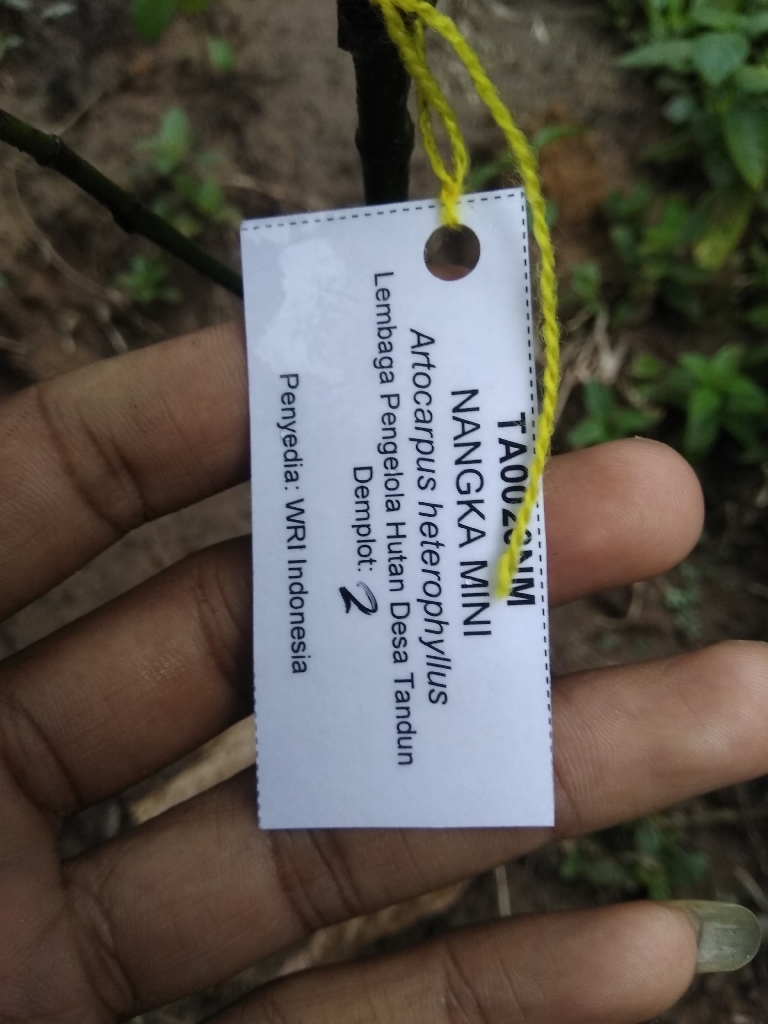 NANGKA MINI
Artocarpus heterophyllus
Lembaga Pengelola Hutan Desa Tandun
Demplot: 2
Penyedia: WRI Indonesia